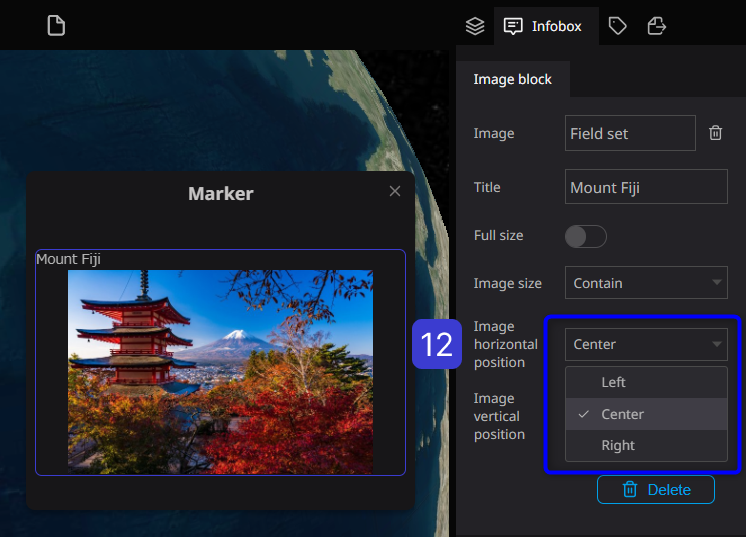 Infobox
Image block
Image
Field set
Title
Mount Fiji
Full size
Image size
Contain
Image
horizontal
position
Center
Left
Center
Right
Image
vertical
position
Delete
Marker
Mount Fiji
12